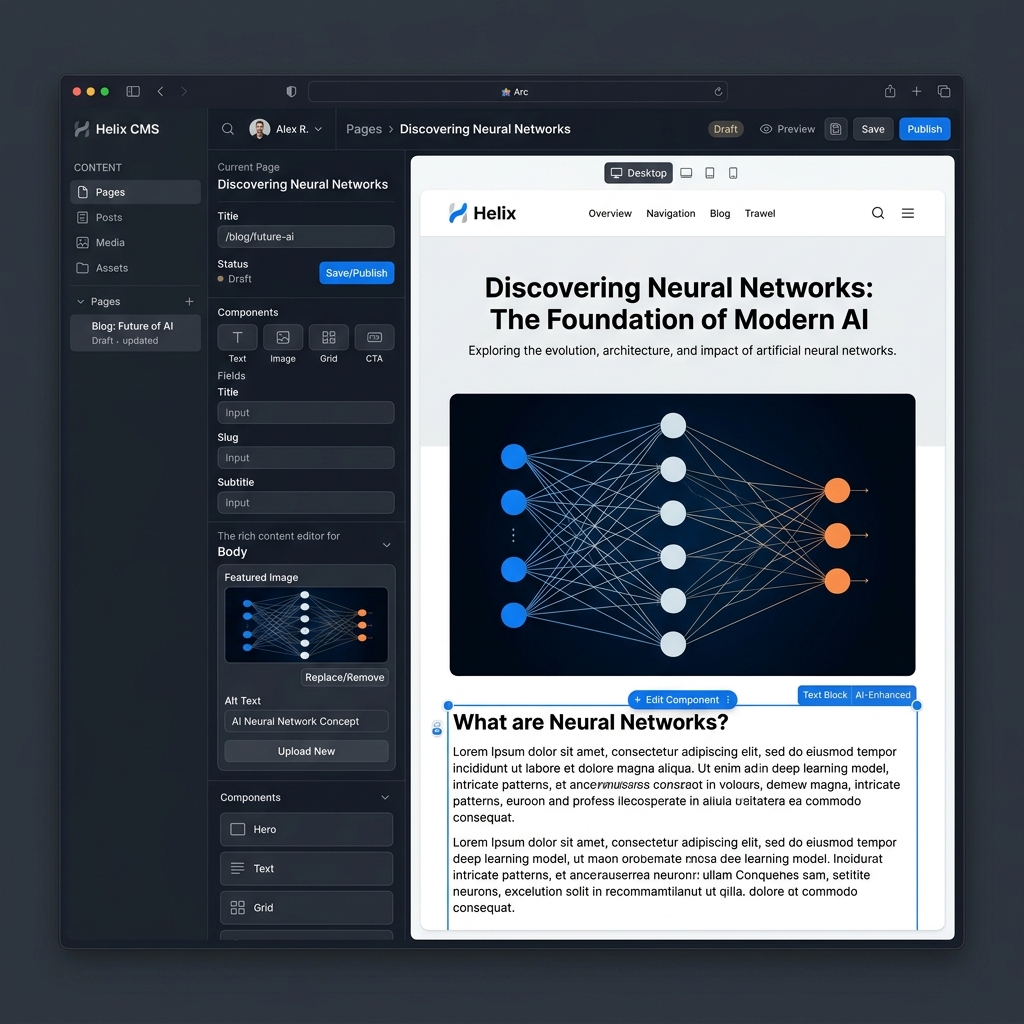 Arc
Helix CMS
Alex R.
Pages > Discovering Neural Networks
Draft
Preview
Save
Publish
CONTENT
Pages
Posts
Media
Assets
Pages
Blog: Future of AI
Draft • updated
Current Page
Discovering Neural Networks
Title
/blog/future-ai
Status
Draft
Save/Publish
Components
Text
Image
Grid
CTA
Fields
Title
Input
Slug
Input
Subtitie
Input
The rich content editor for
Body
Featured Image
Replace/Remove
Alt Text
AI Neural Network Concept
Upload New
Components
Hero
Text
Grid
Desktop
Helix
Overview
Navigation
Blog
Trawel
Discovering Neural Networks:
The Foundation of Modern AI
Exploring the evolution, architecture, and impact of artificial neural networks.
+ Edit Component
Text Block
AI-Enhanced
What are Neural Networks?
Lorem Ipsum dolor sit amet, consectetur adipiscing elit, sed do eiusmod tempor
incididunt ut labore et dolore magna aliqua. Ut enim adin deep learning model,
intricate patterns, et in volours, demew magna, intricate
patterns, euroon and profess in ea commodo
consequat.
Lorem Ipsum dolor sit amet, consectetur adipiscing elit, sed do eiusmod tempor
deep learning model, ut maon dee learning model.
intricate patterns, et ullam sam, setitite
neurons, excelution solit in ut dolore ot commodo
consequat.